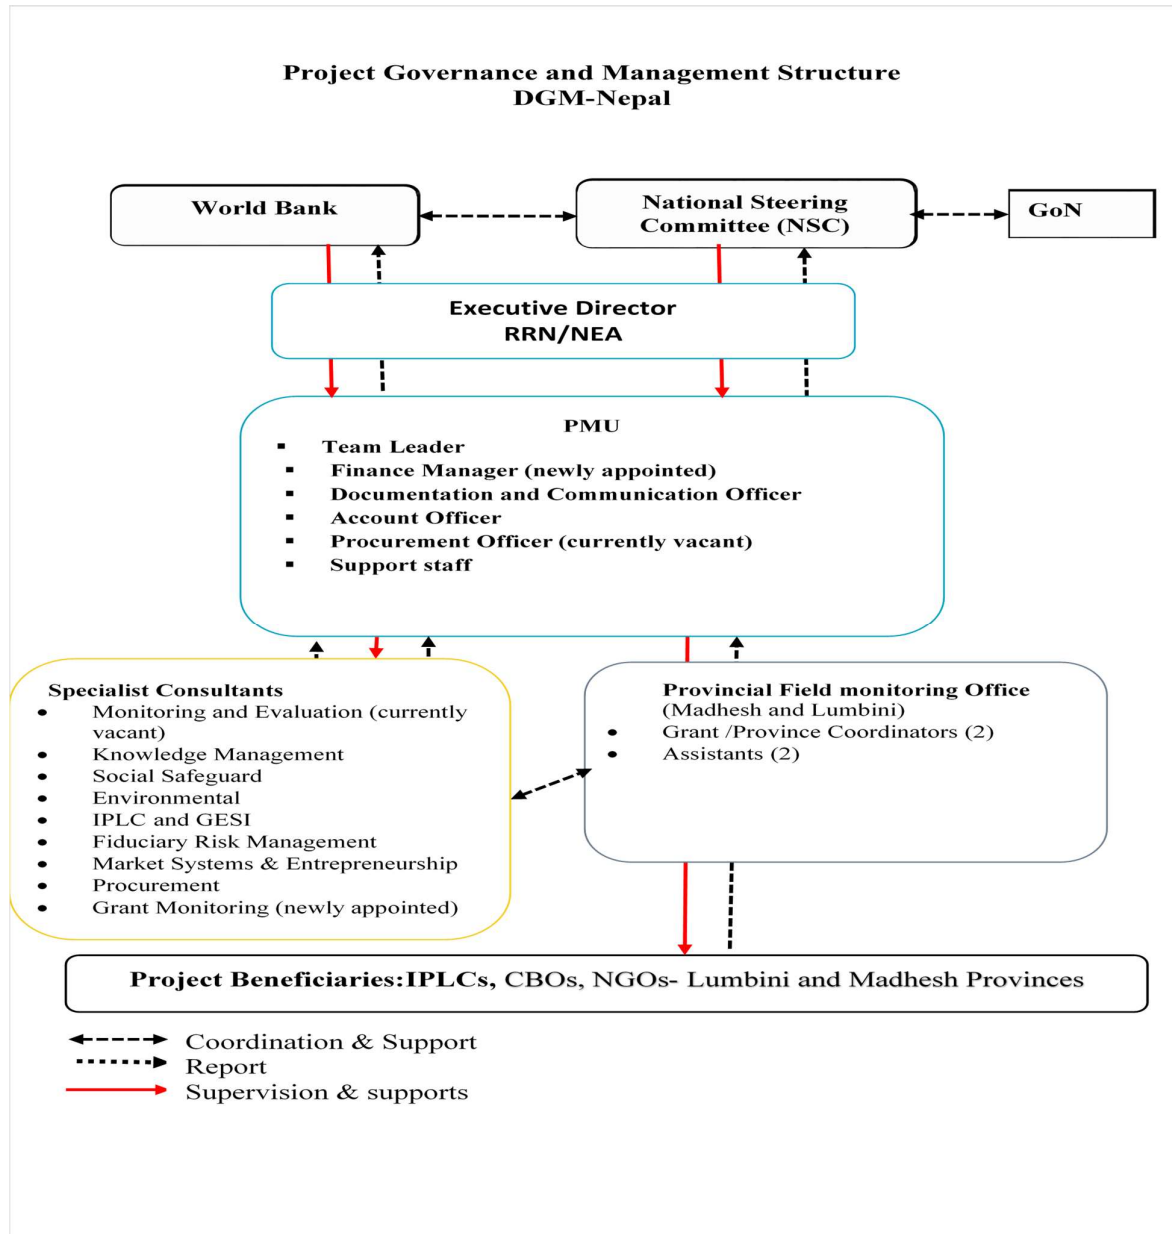 Project Governance and Management Structure
DGM-Nepal
World Bank
National Steering
Committee (NSC)
GoN
Executive Director
RRN/NEA
PMU
▪ Team Leader
▪ Finance Manager (newly appointed)
▪ Documentation and Communication Officer
▪ Account Officer
▪ Procurement Officer (currently vacant)
▪ Support staff
Specialist Consultants
• Monitoring and Evaluation (currently
vacant)
• Knowledge Management
• Social Safeguard
• Environmental
• IPLC and GESI
• Fiduciary Risk Management
• Market Systems & Entrepreneurship
• Procurement
• Grant Monitoring (newly appointed)
Provincial Field monitoring Office
(Madhesh and Lumbini)
• Grant /Province Coordinators (2)
• Assistants (2)
Project Beneficiaries:IPLCs, CBOs, NGOs- Lumbini and Madhesh Provinces
Coordination & Support
Report
Supervision & supports